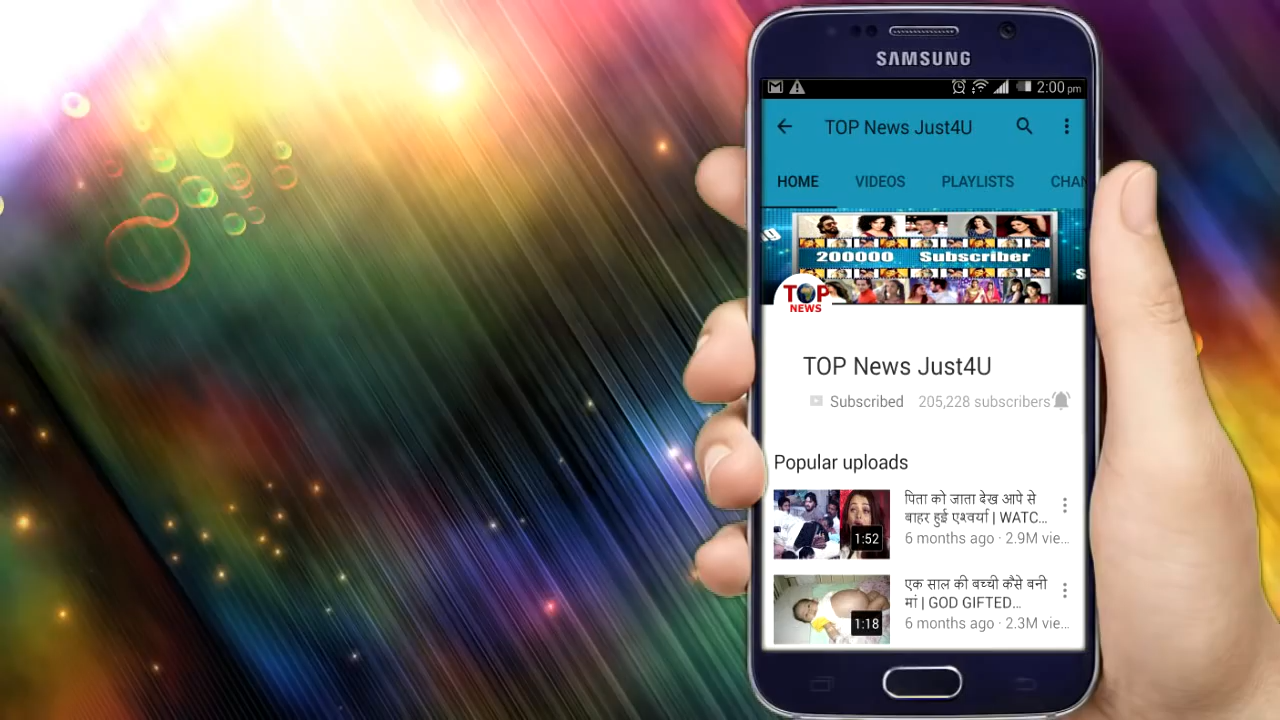 SAMSUNG
2:00 pm
TOP News Just4U
HOME VIDEOS PLAYLISTS CHAN
200000 Subscriber
S
TOP
NEWS
TOP News Just4U
Subscribed 205,228 subscribers
Popular uploads
पिता को जाता देख आपे से
बाहर हुई एश्वर्या | WATC...
1:52
6 months ago · 2.9M vie...
एक साल की बच्ची कैसे बनी
मां | GOD GIFTED...
1:18
6 months ago · 2.3M vie...